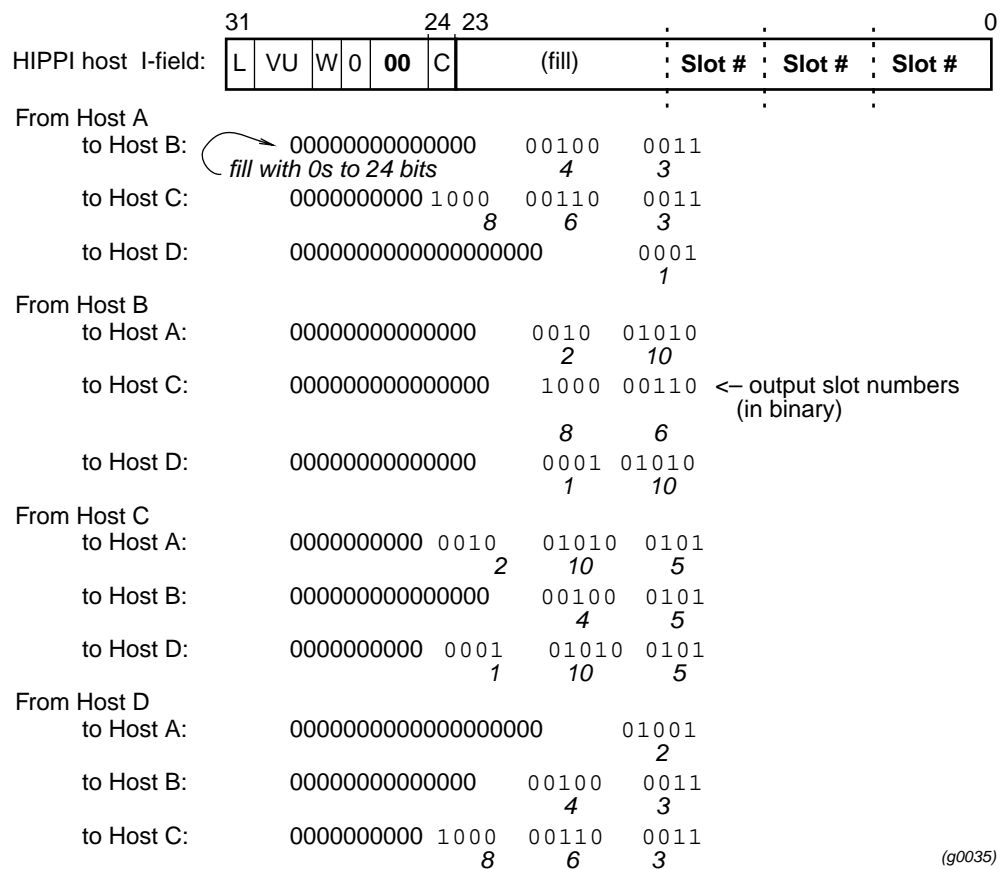 31 24 23 0
HIPPI host I-field: L VU W 0 00 C (fill) Slot # Slot # Slot #
From Host A
to Host B: 00000000000000 00100 0011
fill with 0s to 24 bits 4 3
to Host C: 0000000000 1000 00110 0011
8 6 3
to Host D: 0000000000000000000 0001
1
From Host B
to Host A: 00000000000000 0010 01010
2 10
to Host C: 000000000000000 1000 00110 <– output slot numbers
(in binary)
8 6
to Host D: 00000000000000 0001 01010
1 10
From Host C
to Host A: 0000000000 0010 01010 0101
2 10 5
to Host B: 000000000000000 00100 0101
4 5
to Host D: 0000000000 0001 01010 0101
1 10 5
From Host D
to Host A: 0000000000000000000 01001
2
to Host B: 00000000000000 00100 0011
4 3
to Host C: 0000000000 1000 00110 0011
8 6 3
(g0035)